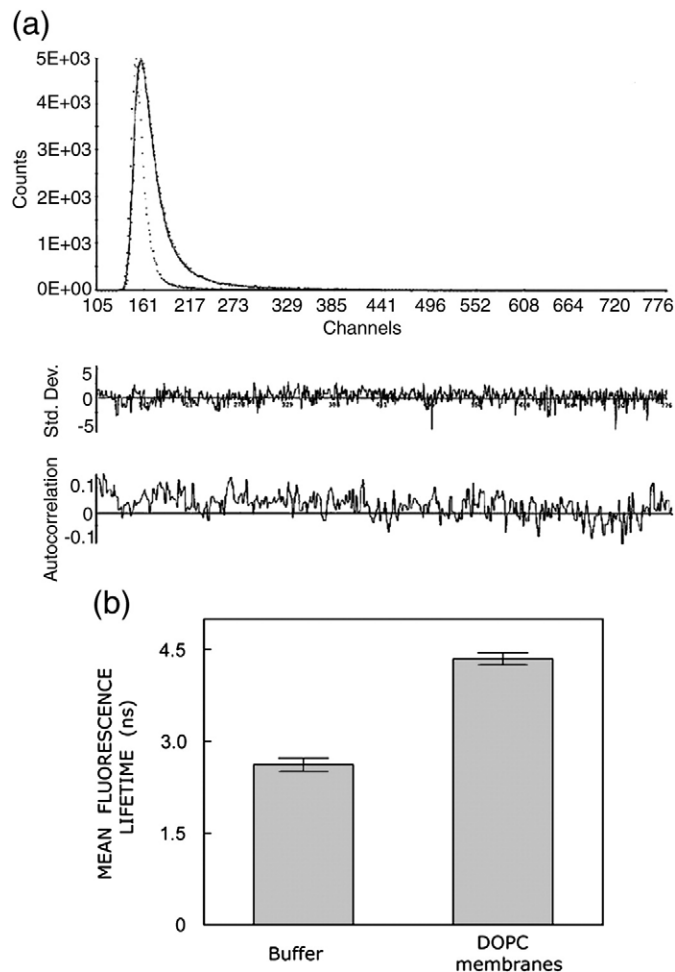 (a)
5E+03
4E+03
3E+03
2E+03
1E+03
0E+00
Counts
105 161 217 273 329 385 441 496 552 608 664 720 776
Channels
Std. Dev.
5
0
-5
Autocorrelation
0.1
0
-0.1
(b)
MEAN FLUORESCENCE
LIFETIME (ns)
4.5
3.0
1.5
0
Buffer
DOPC
membranes